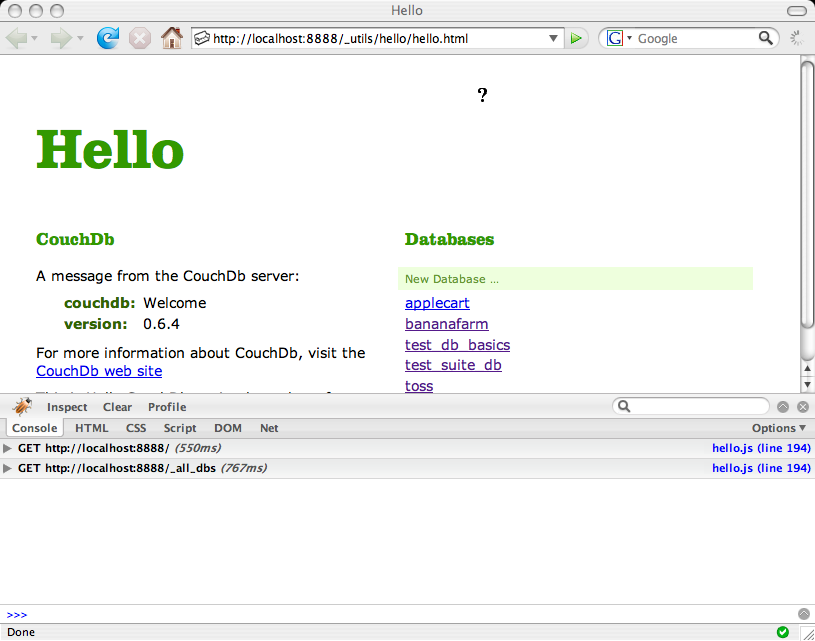 Hello
http://localhost:8888/_utils/hello/hello.html
G Google
?
Hello
CouchDb
A message from the CouchDb server:
couchdb: Welcome
version: 0.6.4
For more information about CouchDb, visit the
CouchDb web site
Databases
New Database ...
applecart
bananafarm
test_db_basics
test_suite_db
toss
Inspect Clear Profile
Console HTML CSS Script DOM Net Options
GET http://localhost:8888/ (550ms) hello.js (line 194)
GET http://localhost:8888/_all_dbs (767ms) hello.js (line 194)
>>>
Done